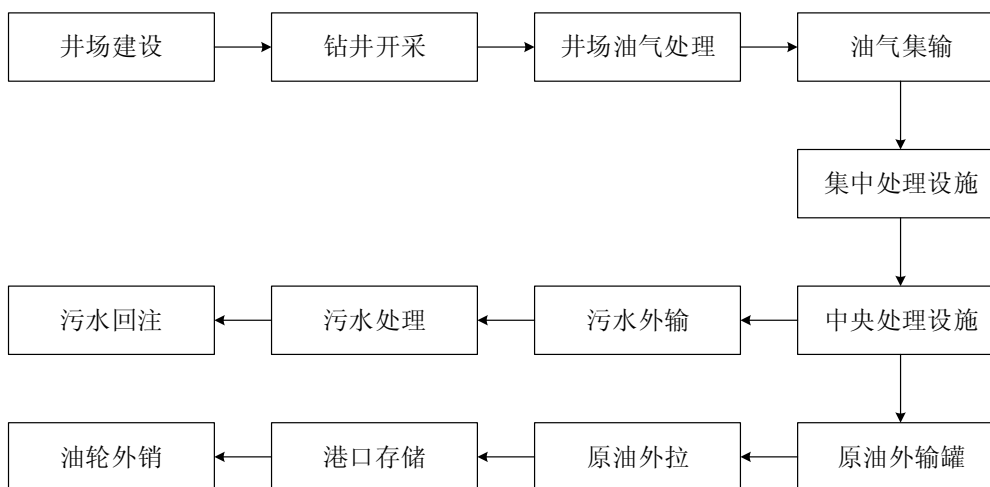 井场建设
钻井开采
井场油气处理
油气集输
集中处理设施
污水回注
污水处理
污水外输
中央处理设施
油轮外销
港口存储
原油外拉
原油外输罐